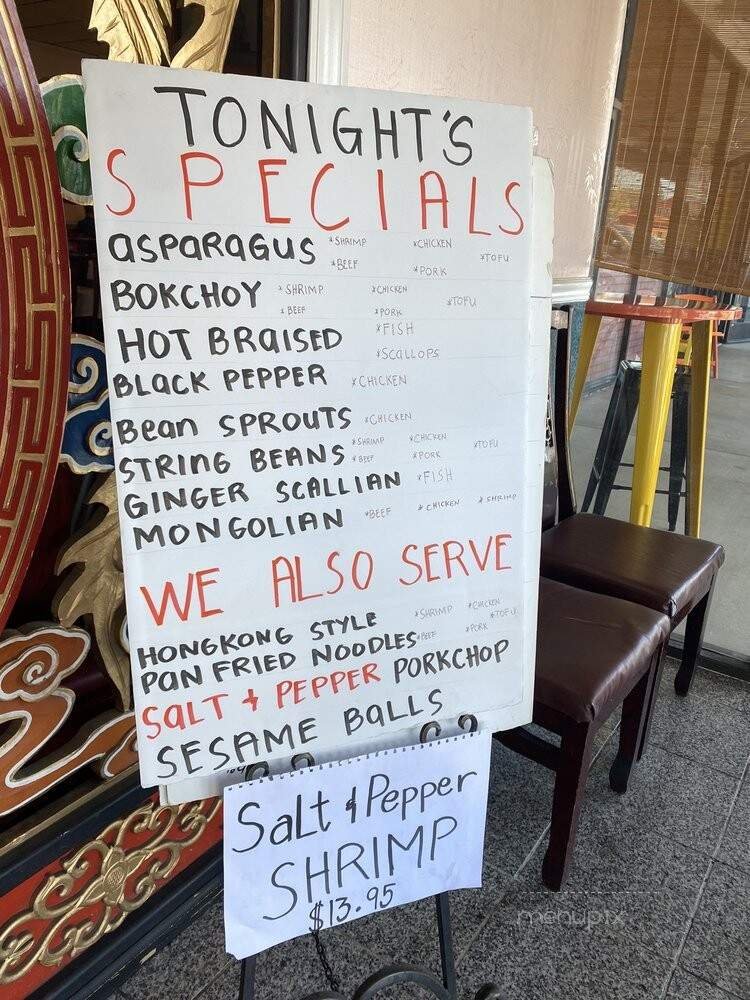 TONIGHT'S
SPECIALS
ASPARAGUS *SHRIMP *CHICKEN *TOFU
*BEEF *PORK
BOKCHOY *SHRIMP *CHICKEN *TOFU
*BEEF *PORK
HOT BRAISED *FISH
*SCALLOPS
BLACK PEPPER *CHICKEN
Bean SPROUTS *CHICKEN
STRING BEANS *SHRIMP *CHICKEN *TOFU
*BEEF *PORK
GINGER SCALLIAN *FISH
MONGOLIAN *BEEF *CHICKEN *SHRIMP
WE ALSO SERVE
HONGKONG STYLE *SHRIMP *CHICKEN *TOFU
PAN FRIED NOODLES *BEEF *PORK
SALT + PEPPER PORKCHOP
SESAME BALLS
Salt & Pepper
SHRIMP
$13.95
menupix